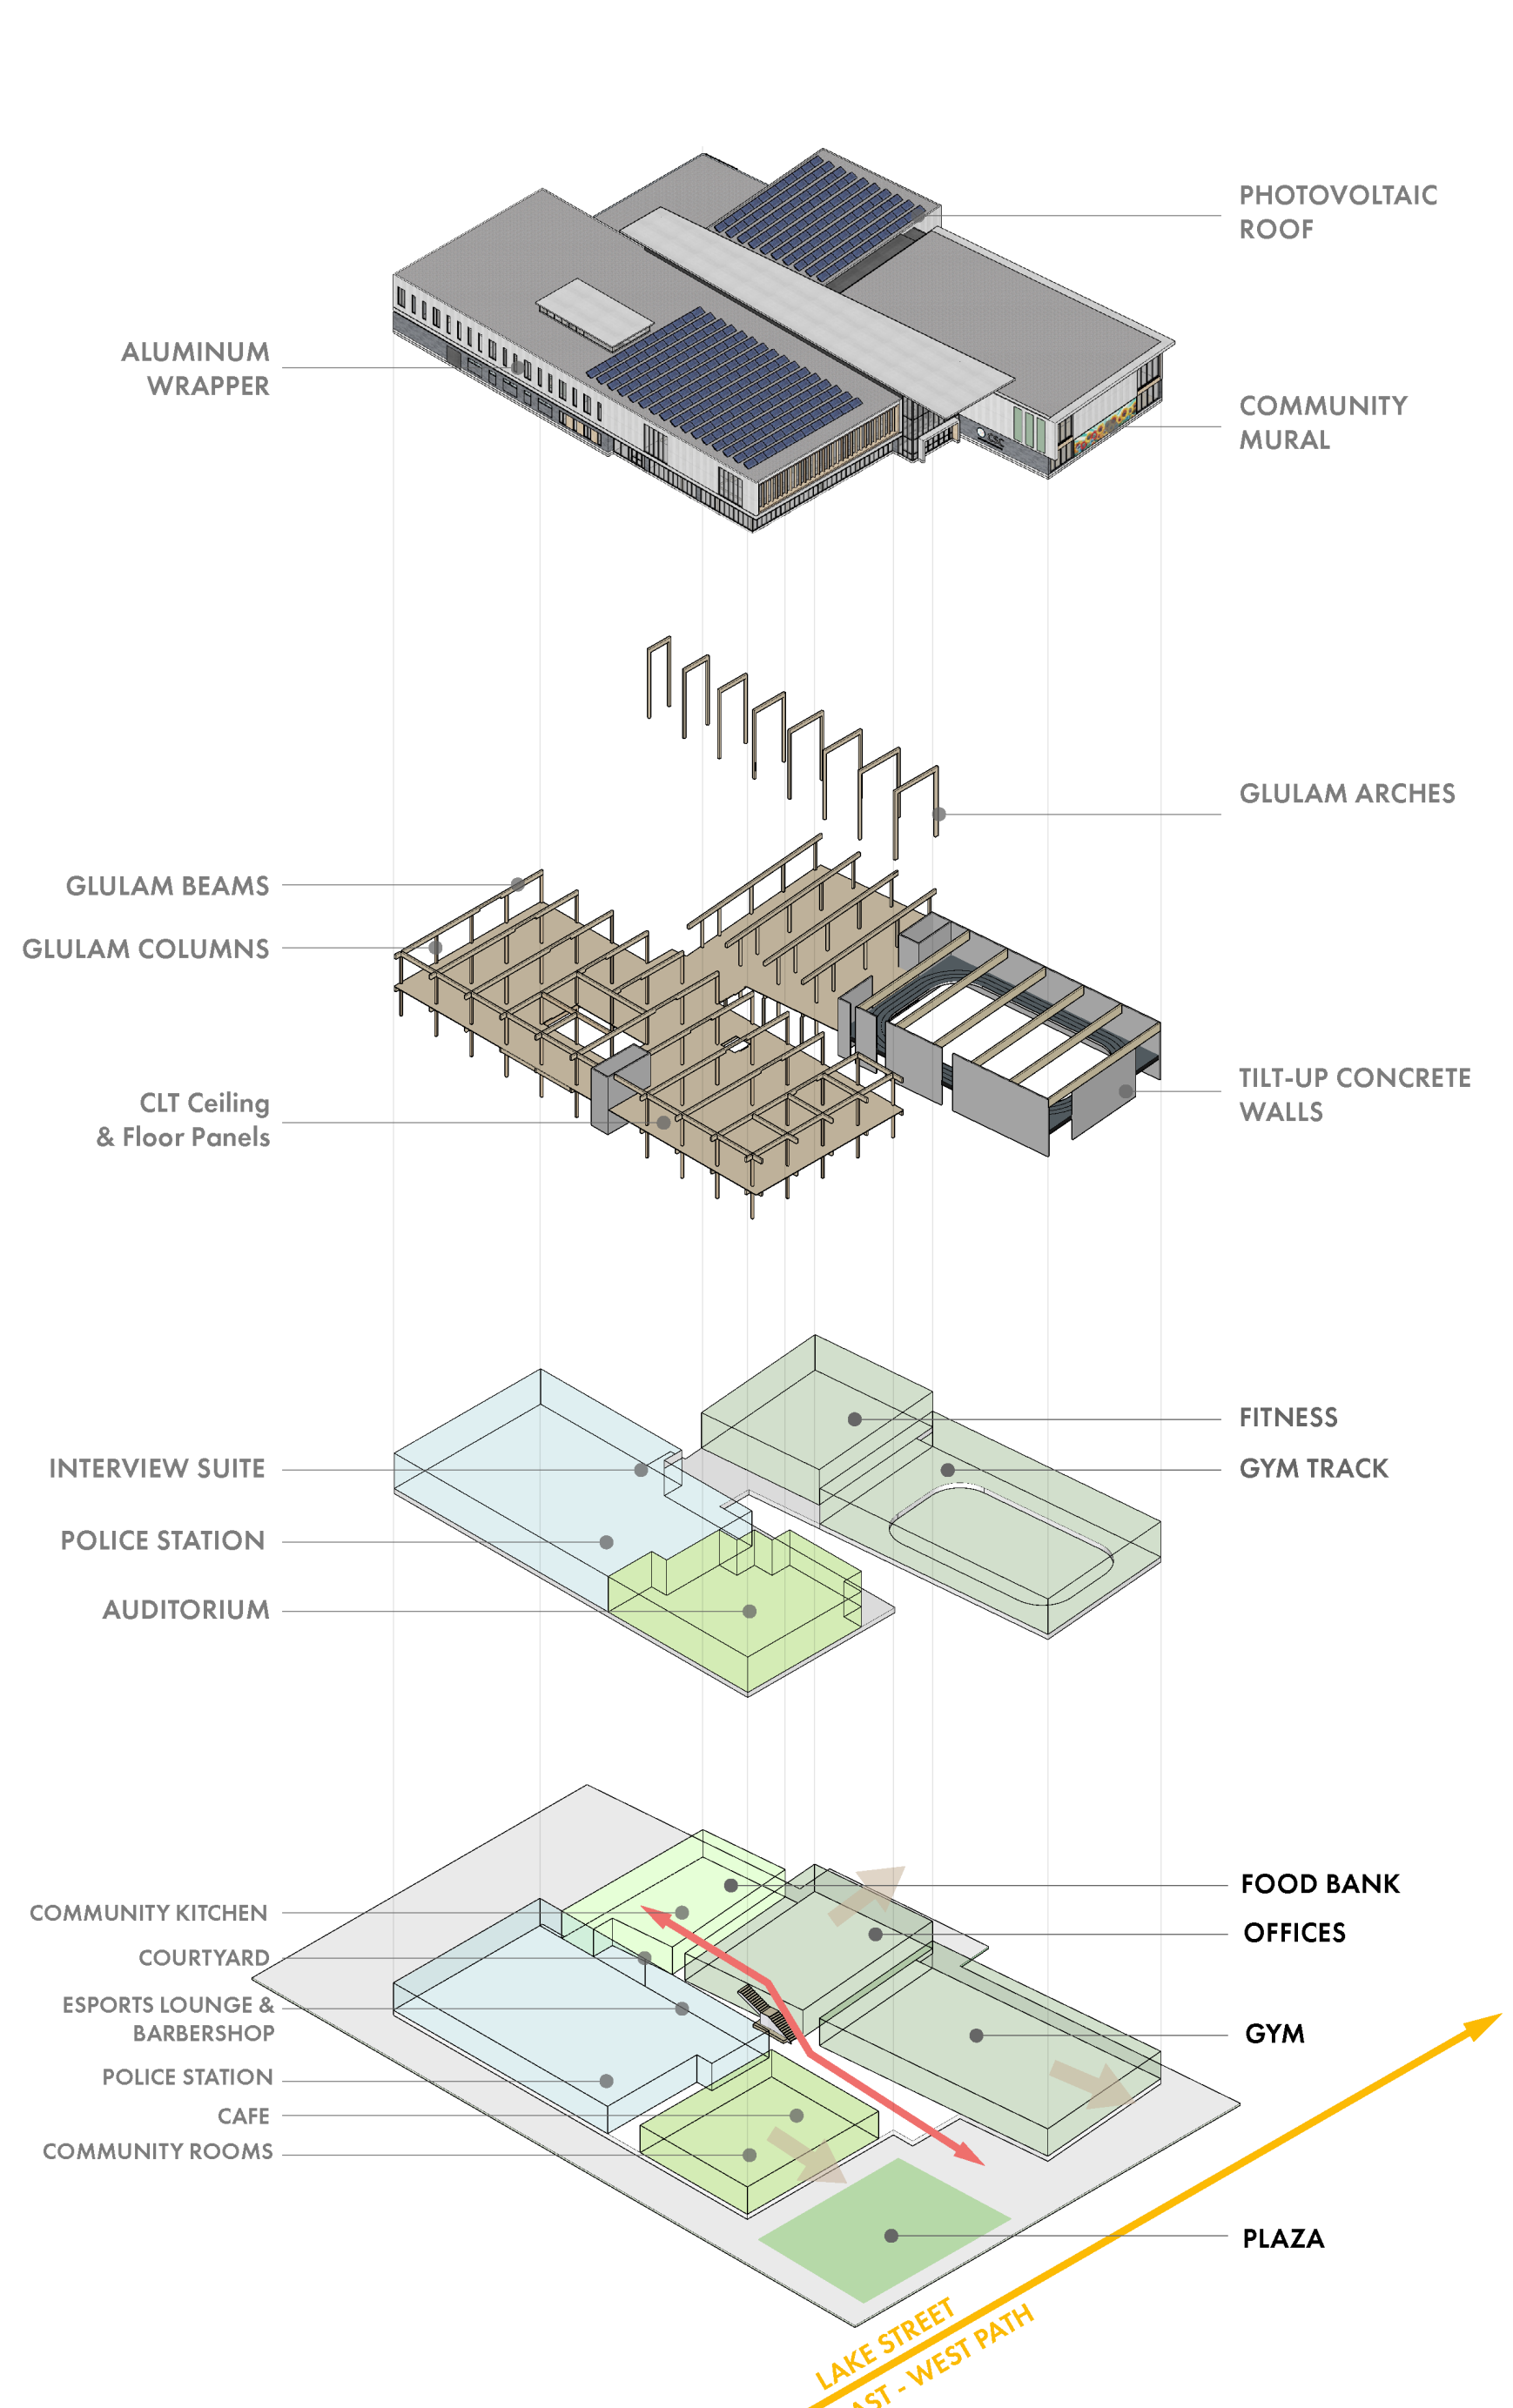 PHOTOVOLTAIC
ROOF
ALUMINUM
WRAPPER
COMMUNITY
MURAL
GLULAM ARCHES
GLULAM BEAMS
GLULAM COLUMNS
CLT Ceiling
& Floor Panels
TILT-UP CONCRETE
WALLS
FITNESS
INTERVIEW SUITE
GYM TRACK
POLICE STATION
AUDITORIUM
FOOD BANK
COMMUNITY KITCHEN
OFFICES
COURTYARD
ESPORTS LOUNGE &
BARBERSHOP
GYM
POLICE STATION
CAFE
COMMUNITY ROOMS
PLAZA
LAKE STREET
AST - WEST PATH